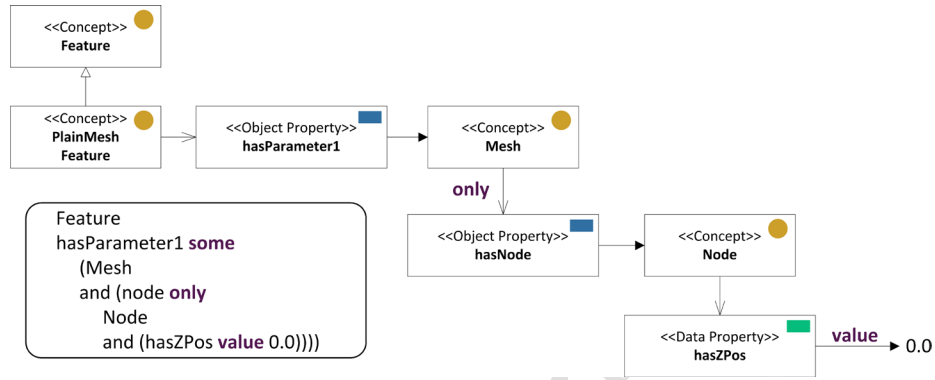 <<Concept>>
Feature
<<Concept>>
PlainMesh
Feature
<<Object Property>>
hasParameter1
<<Concept>>
Mesh
only
<<Object Property>>
hasNode
<<Concept>>
Node
<<Data Property>>
hasZPos
value
0.0
Feature
hasParameter1 some
(Mesh
and (node only
Node
and (hasZPos value 0.0))))